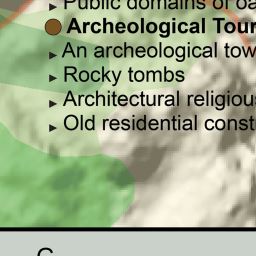 Public domains of oa
Archeological Tour
An archeological tow
Rocky tombs
Architectural religious
Old residential const